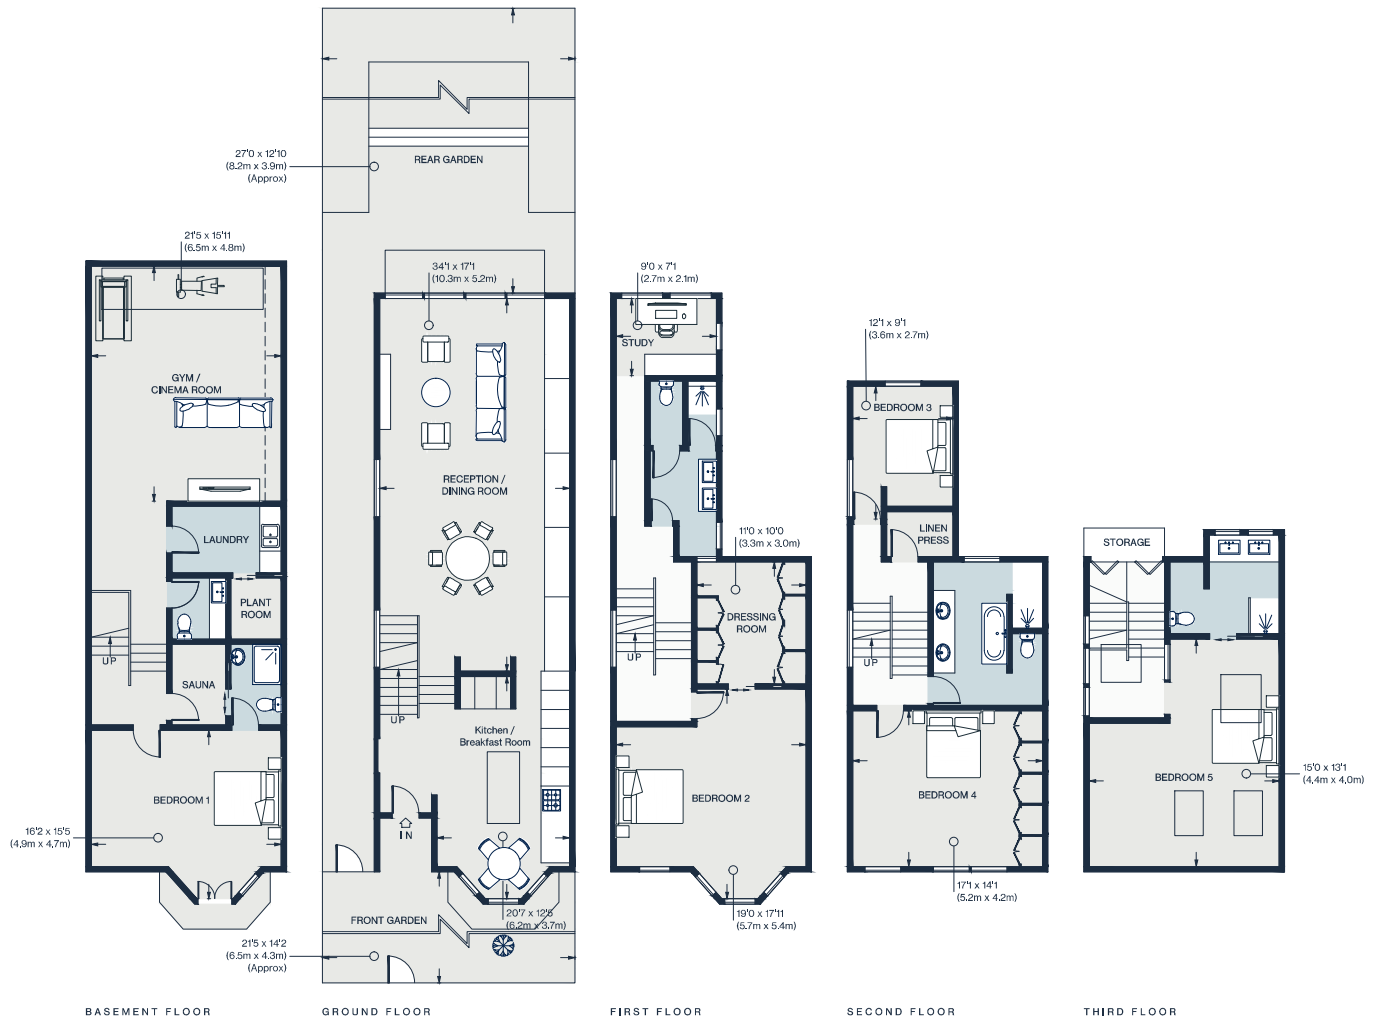 21'5 x 15'11
(6.5m x 4.8m)
GYM /
CINEMA ROOM
LAUNDRY
PLANT
ROOM
UP
SAUNA
BEDROOM 1
16'2 x 15'5
(4.9m x 4.7m)
BASEMENT FLOOR
27'0 x 12'10
(8.2m x 3.9m)
(Approx)
REAR GARDEN
34'1 x 17'1
(10.3m x 5.2m)
RECEPTION /
DINING ROOM
UP
Kitchen /
Breakfast Room
IN
20'7 x 12'5
(6.2m x 3.7m)
FRONT GARDEN
21'5 x 14'2
(6.5m x 4.3m)
(Approx)
GROUND FLOOR
9'0 x 7'1
(2.7m x 2.1m)
STUDY
11'0 x 10'0
(3.3m x 3.0m)
DRESSING
ROOM
UP
BEDROOM 2
19'0 x 17'11
(5.7m x 5.4m)
FIRST FLOOR
12'1 x 9'1
(3.6m x 2.7m)
BEDROOM 3
LINEN
PRESS
UP
BEDROOM 4
17'1 x 14'1
(5.2m x 4.2m)
SECOND FLOOR
STORAGE
BEDROOM 5
15'0 x 13'1
(4.4m x 4.0m)
THIRD FLOOR